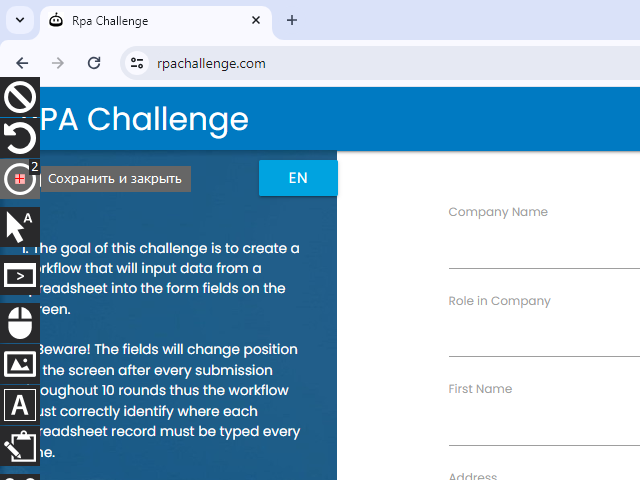 Rpa Challenge
rpachallenge.com
PA Challenge
2
Сохранить и закрыть
EN
A
Company Name
1. The goal of this challenge is to create a
rkflow that will input data from a
preadsheet into the form fields on the
reen.
Role in Company
Beware! The fields will change position
the screen after every submission
oughout 10 rounds thus the workflow
ust correctly identify where each
readsheet record must be typed every
ne.
First Name
A
Address